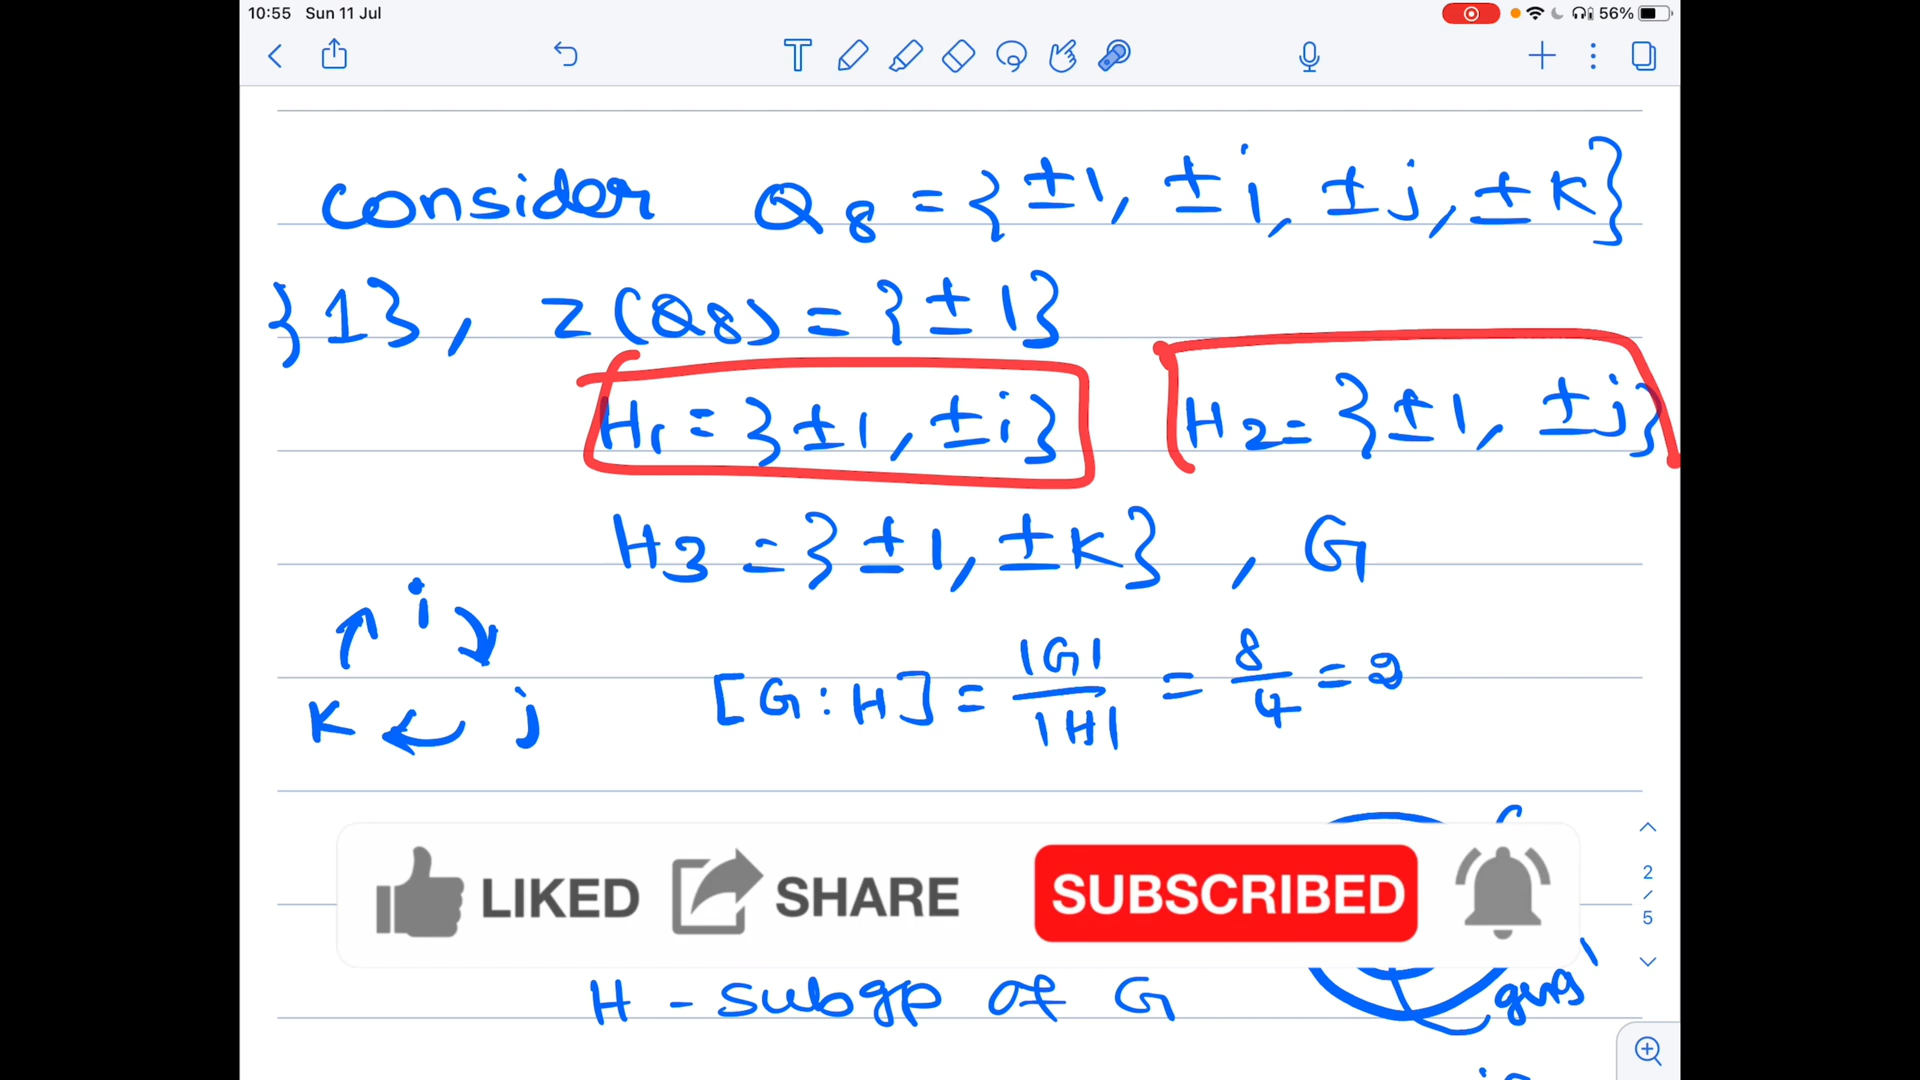 10:55 Sun 11 Jul
56%
consider Q8 = {±1, ±i, ±j, ±k}
{1}, Z(Q8) = {±1}
H1 = {±1, ±i} H2 = {±1, ±j}
H3 = {±1, ±k}, G
i
k j
[G:H] = |G|/|H| = 8/4 = 2
LIKED SHARE SUBSCRIBED
2/5
H - subgp of G